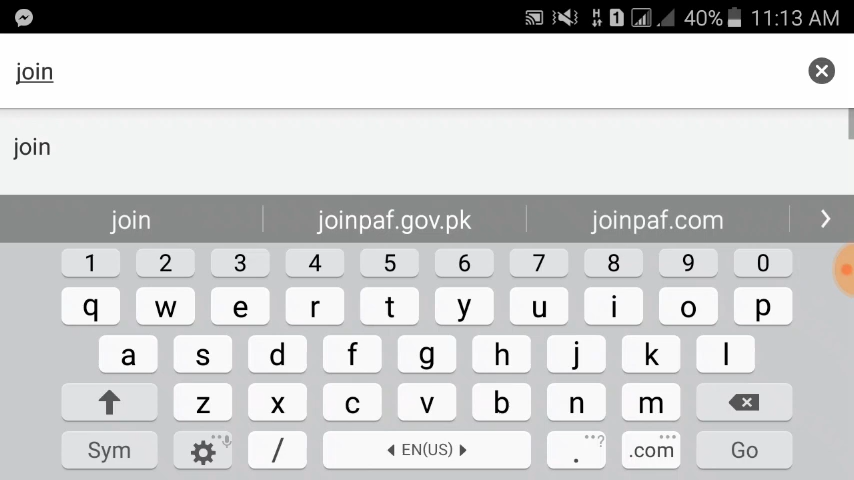 40% 11:13 AM
join
join
join joinpaf.gov.pk joinpaf.com
1 2 3 4 5 6 7 8 9 0
q w e r t y u i o p
a s d f g h j k l
z x c v b n m
Sym / EN(US) . ? .com Go